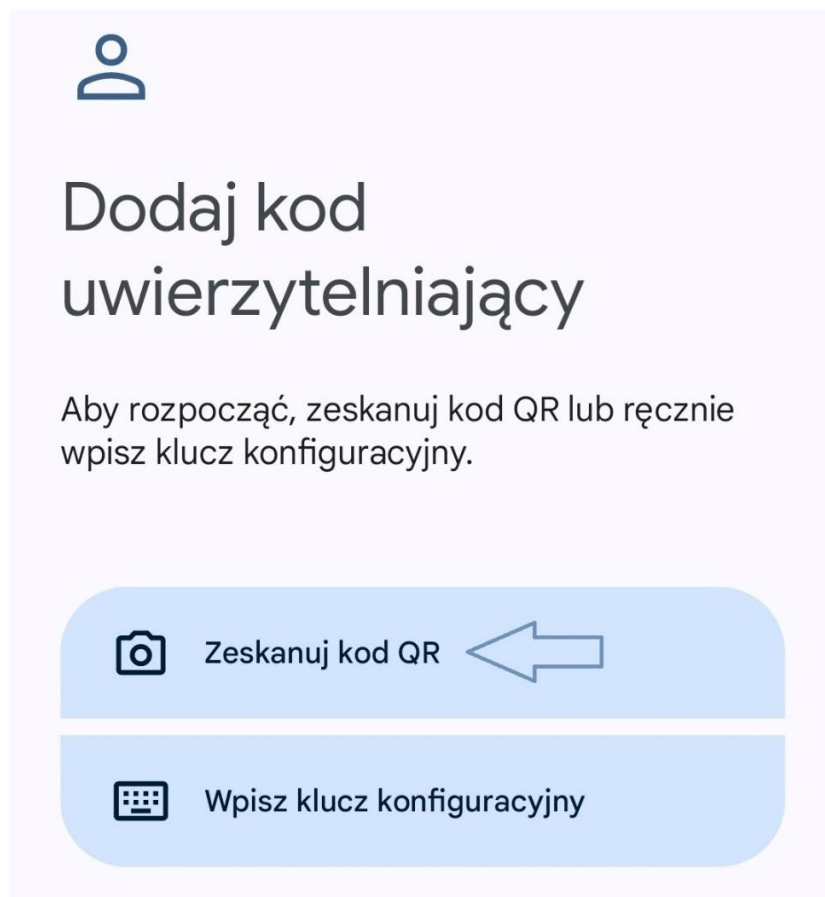 Dodaj kod
uwierzytelniający
Aby rozpocząć, zeskanuj kod QR lub ręcznie
wpisz klucz konfiguracyjny.
Zeskanuj kod QR
Wpisz klucz konfiguracyjny